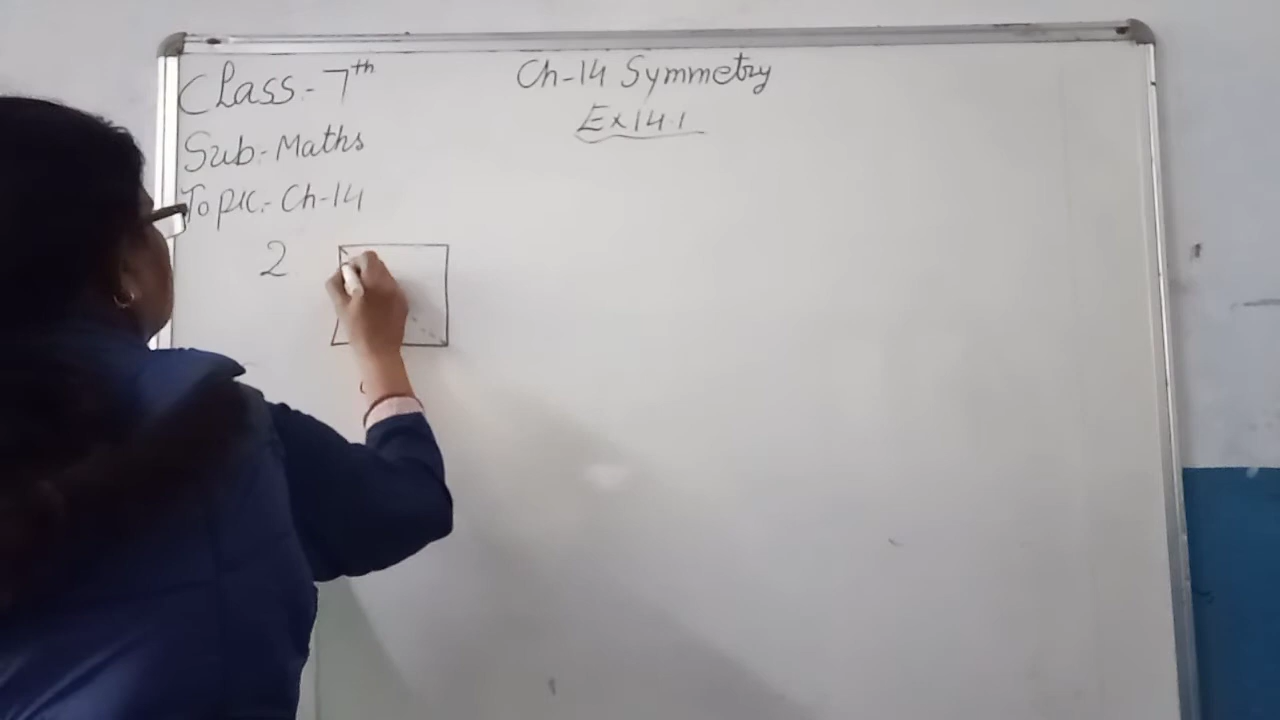 Class:- 7th
Ch-14 Symmetry
Ex 14.1
Sub:- Maths
Topic:- Ch-14
2.